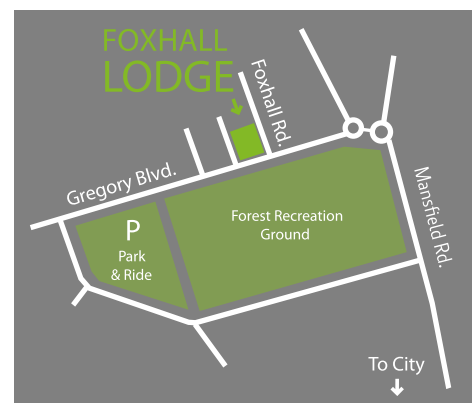 FOXHALL
LODGE
Foxhall Rd.
Gregory Blvd.
Mansfield Rd.
P
Park
& Ride
Forest Recreation
Ground
To City